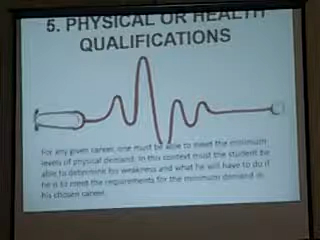 5. PHYSICAL OR HEALTH
QUALIFICATIONS
For any given career, one must be able to meet the minimum
levels of physical demand. In this context must the student be
able to determine his weakness and what he will have to do if
he is to meet the requirements for the minimum demand in
his chosen career.